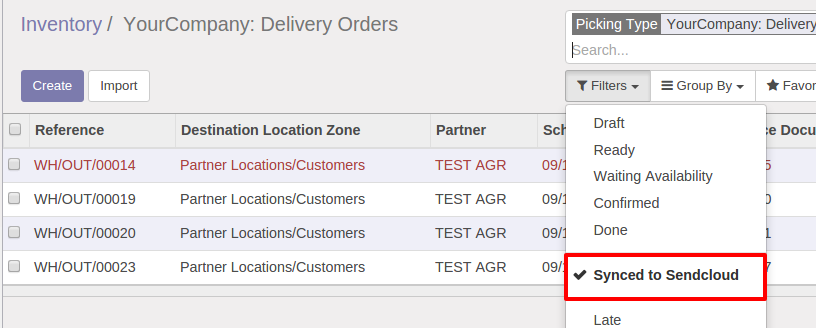 Inventory / YourCompany: Delivery Orders
Picking Type YourCompany: Delivery
Search...
Create Import
Filters Group By Favor
Reference Destination Location Zone Partner Sch ce Docu
WH/OUT/00014 Partner Locations/Customers TEST AGR 09/1 5
WH/OUT/00019 Partner Locations/Customers TEST AGR 09/1 0
WH/OUT/00020 Partner Locations/Customers TEST AGR 09/1 1
WH/OUT/00023 Partner Locations/Customers TEST AGR 09/1 7
Draft
Ready
Waiting Availability
Confirmed
Done
Synced to Sendcloud
Late